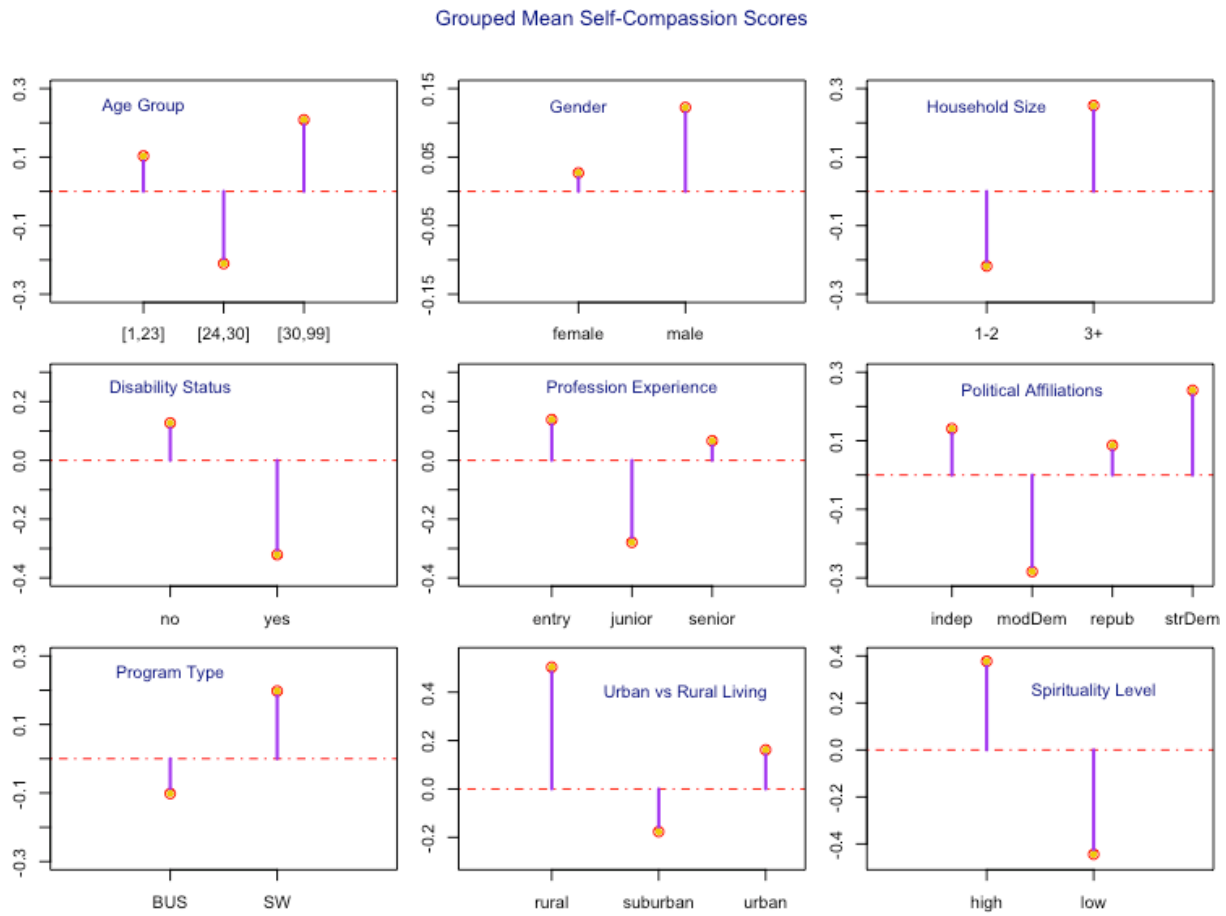 Grouped Mean Self-Compassion Scores
Age Group
0.3
0.1
-0.1
-0.3
[1,23] [24,30] [30,99]
Gender
0.15
0.05
-0.05
-0.15
female male
Household Size
0.3
0.1
-0.1
-0.3
1-2 3+
Disability Status
0.2
0.0
-0.2
-0.4
no yes
Profession Experience
0.2
0.0
-0.2
-0.4
entry junior senior
Political Affiliations
0.3
0.1
-0.1
-0.3
indep modDem repub strDem
Program Type
0.3
0.1
-0.1
-0.3
BUS SW
Urban vs Rural Living
0.4
0.2
0.0
-0.2
rural suburban urban
Spirituality Level
0.4
0.2
0.0
-0.2
-0.4
high low